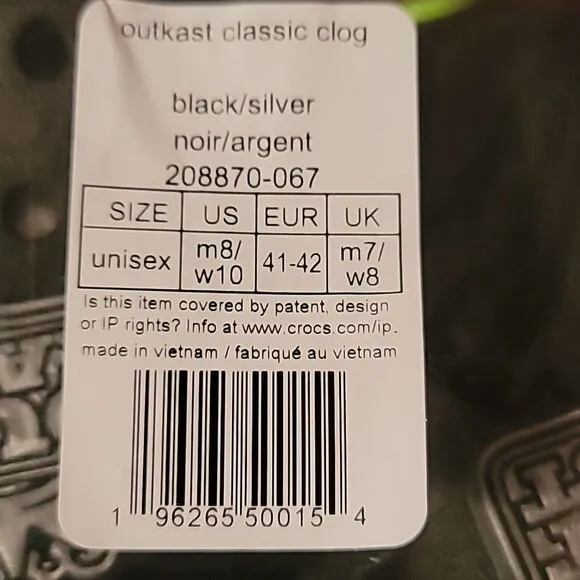 outkast classic clog
black/silver
noir/argent
208870-067
SIZE US EUR UK
unisex m8/ w10 41-42 m7/ w8
Is this item covered by patent, design
or IP rights? Info at www.crocs.com/ip.
made in vietnam / fabriqué au vietnam
1 96265 50015 4